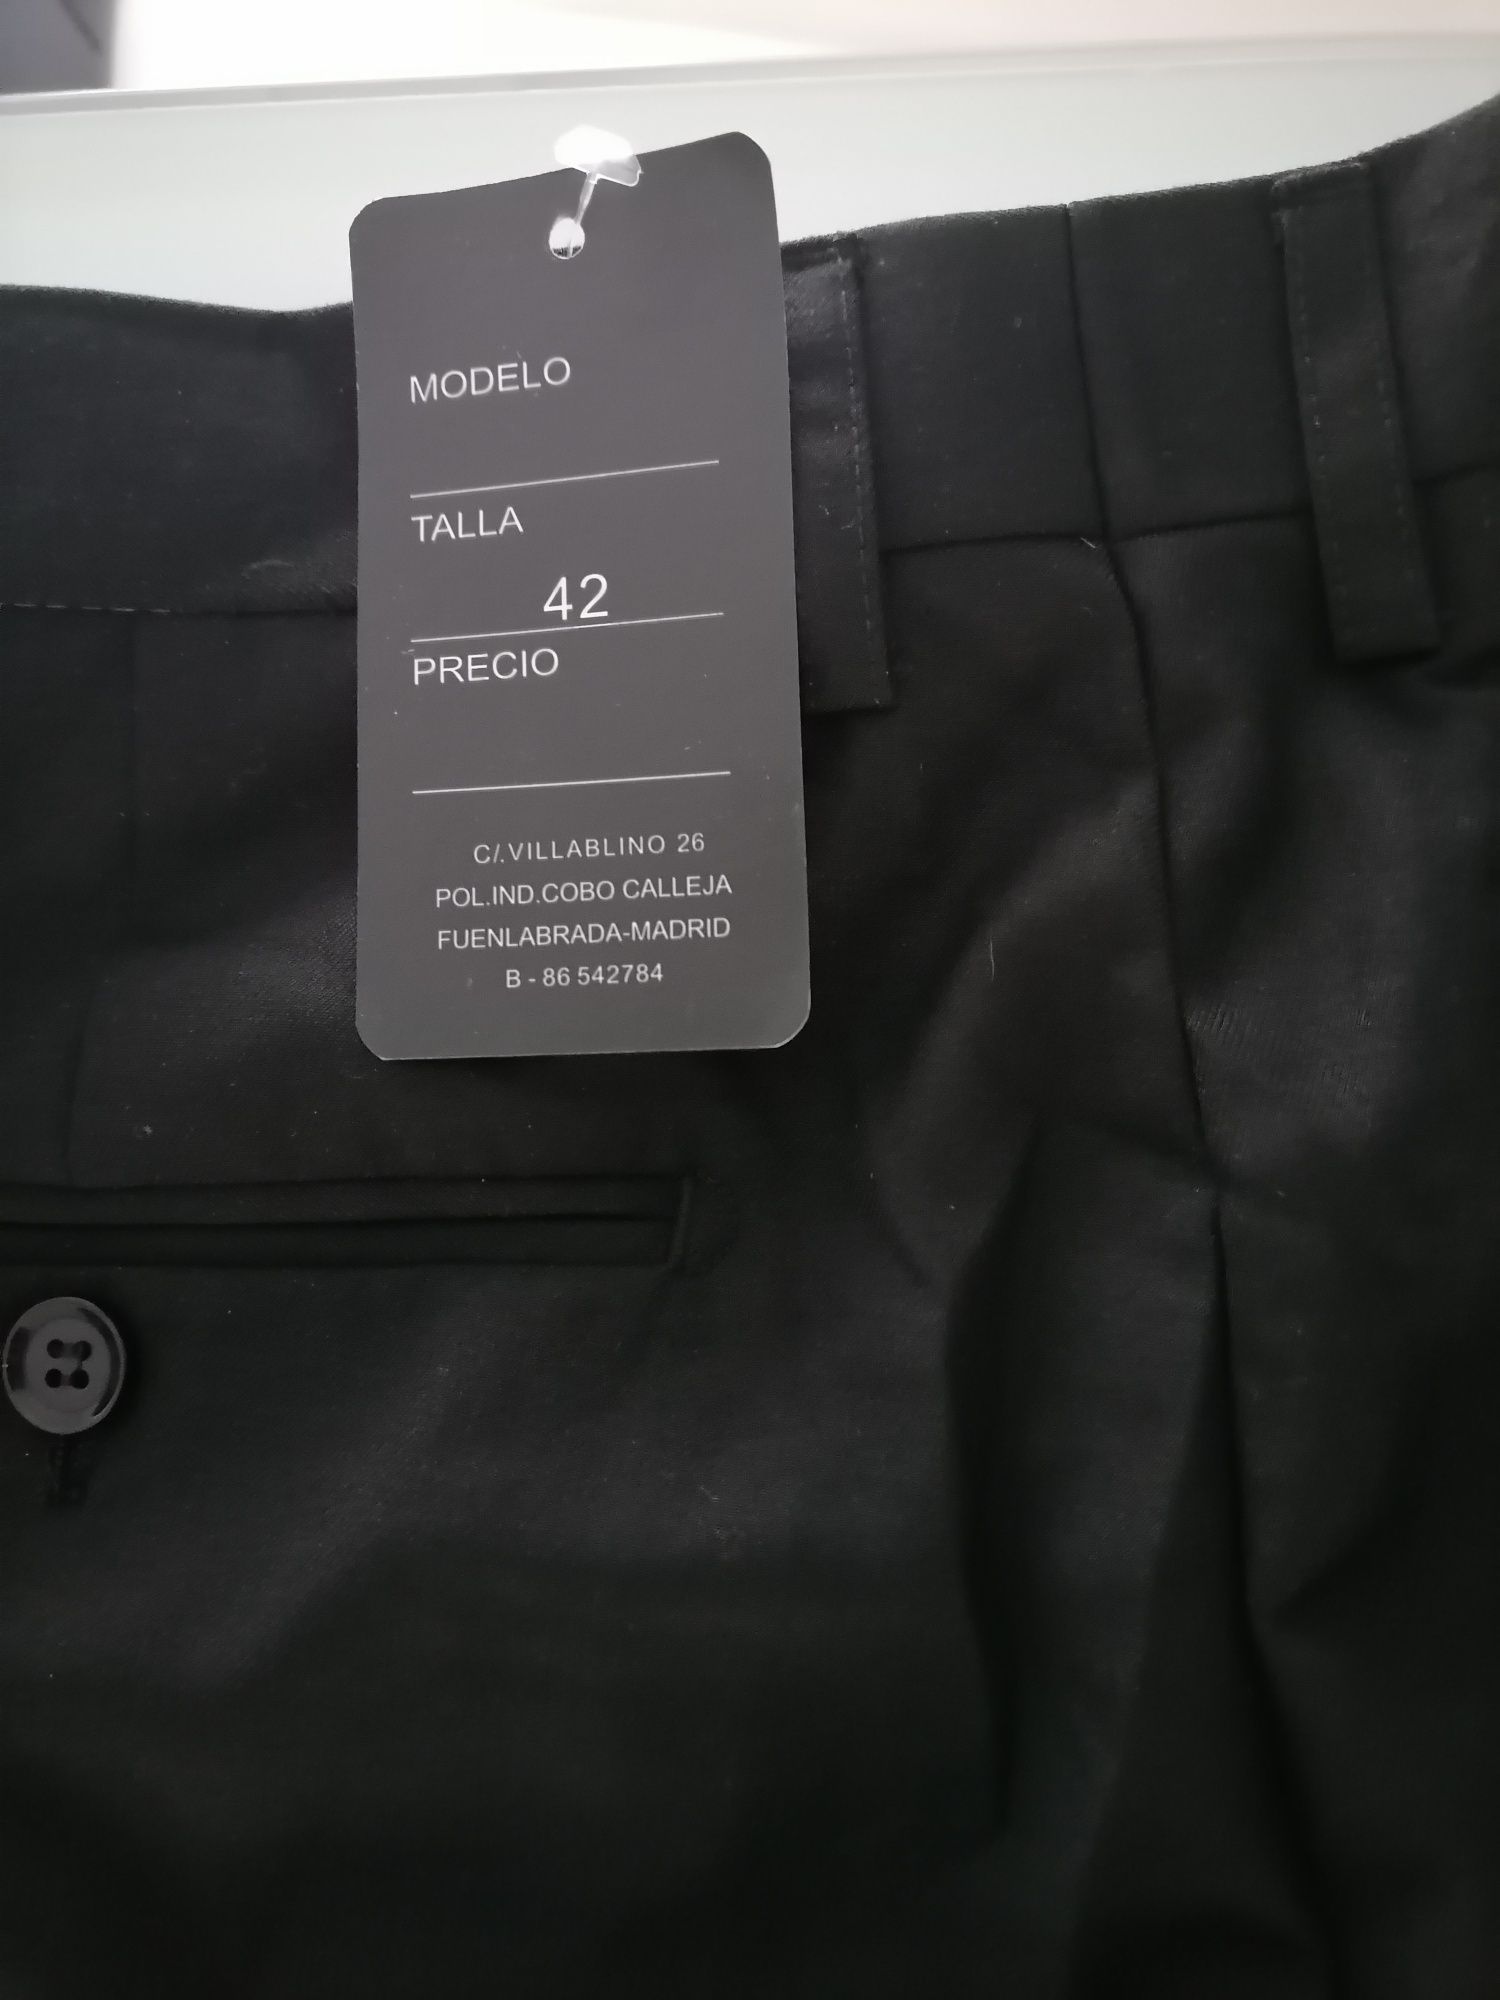 MODELO
TALLA
42
PRECIO
C/.VILLABLINO 26
POL.IND.COBO CALLEJA
FUENLABRADA-MADRID
B - 86 542784